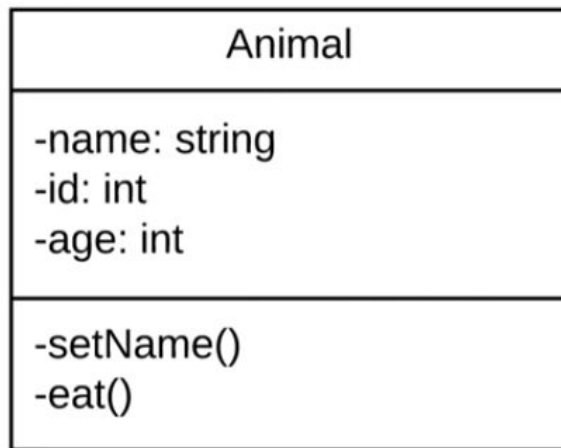 Animal
-name: string
-id: int
-age: int
-setName()
-eat()